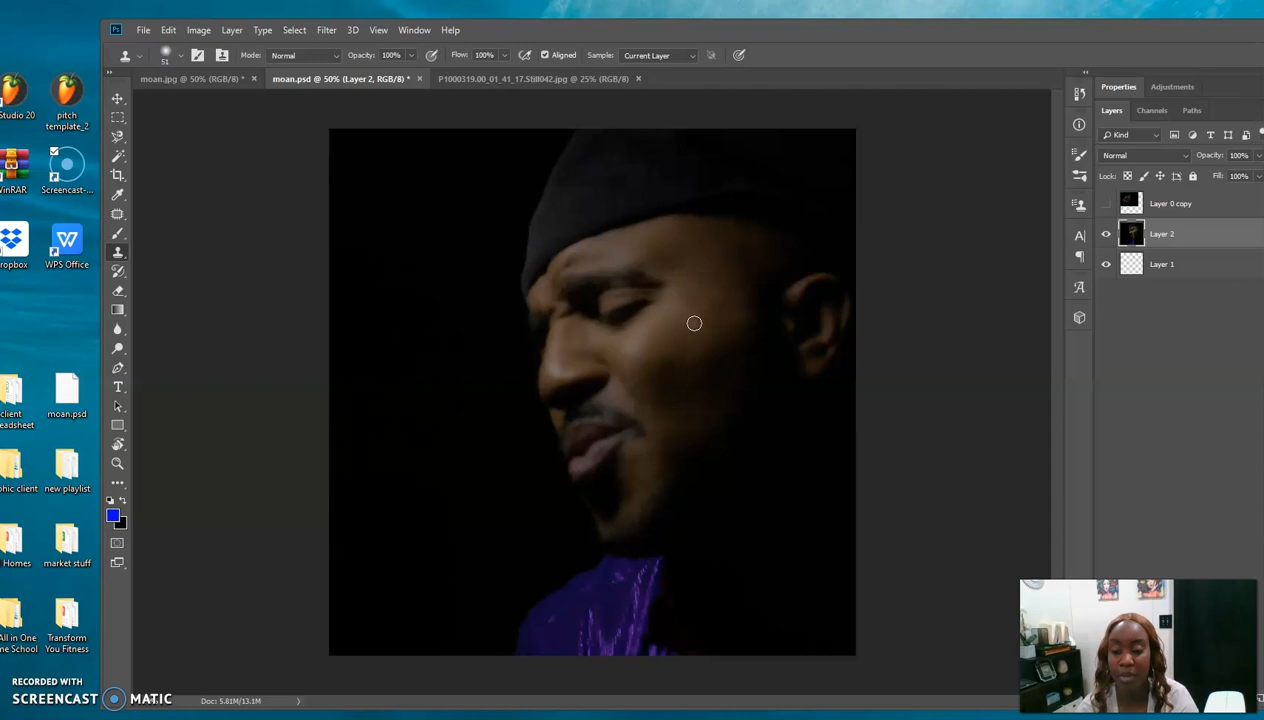 Ps File Edit Image Layer Type Select Filter 3D View Window Help
51 Mode: Normal Opacity: 100% Flow: 100% Aligned Sample: Current Layer
moan.jpg @ 50% (RGB/8) * × moan.psd @ 50% (Layer 2, RGB/8) * × P1000319.00_01_41_17.Still042.jpg @ 25% (RGB/8) ×
Properties Adjustments
Layers Channels Paths
Kind
Normal Opacity: 100%
Lock: Fill: 100%
Layer 0 copy
Layer 2
Layer 1
Studio 20
pitch
template_2
WinRAR
Screencast-...
ropbox
WPS Office
client
eadsheet
moan.psd
phic client
new playlist
Homes
market stuff
All in One
me School
Transform
You Fitness
RECORDED WITH
SCREENCAST MATIC
Doc: 5.81M/13.1M